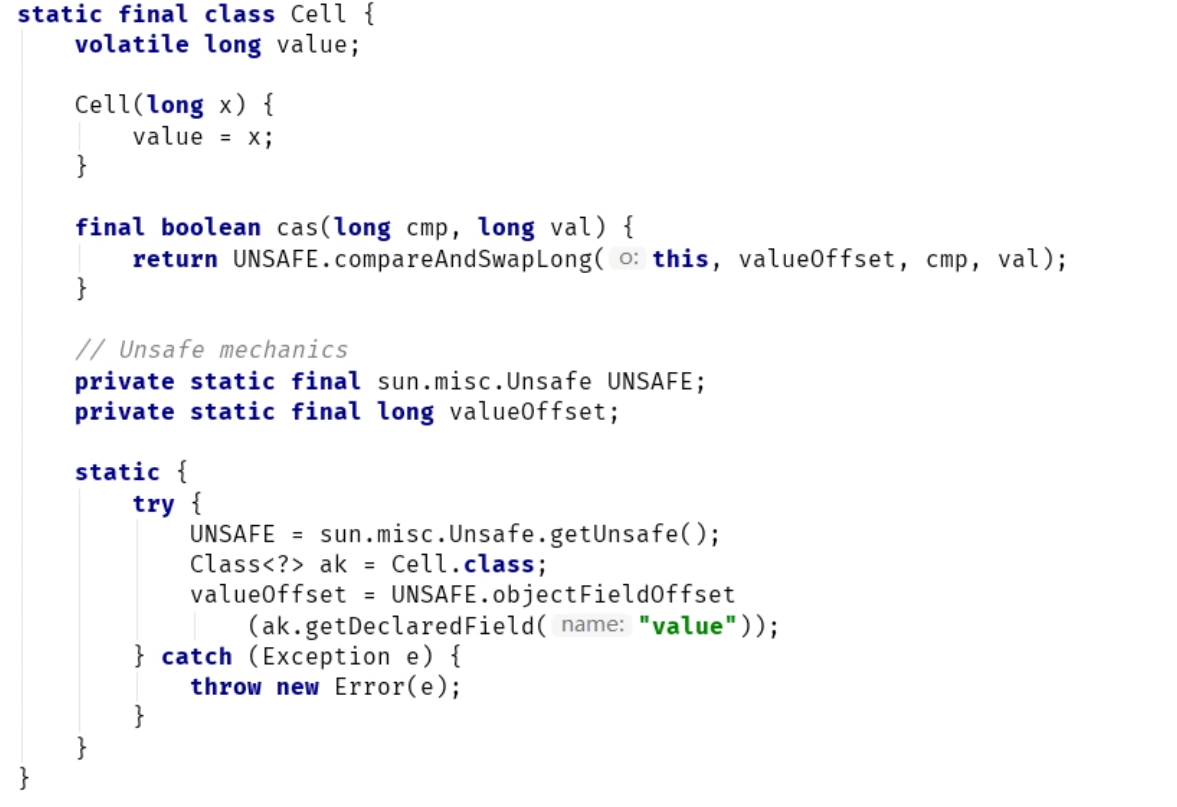 static final class Cell {
    volatile long value;

    Cell(long x) {
        value = x;
    }

    final boolean cas(long cmp, long val) {
        return UNSAFE.compareAndSwapLong( o: this, valueOffset, cmp, val);
    }

    // Unsafe mechanics
    private static final sun.misc.Unsafe UNSAFE;
    private static final long valueOffset;

    static {
        try {
            UNSAFE = sun.misc.Unsafe.getUnsafe();
            Class<?> ak = Cell.class;
            valueOffset = UNSAFE.objectFieldOffset
                (ak.getDeclaredField( name: "value"));
        } catch (Exception e) {
            throw new Error(e);
        }
    }
}